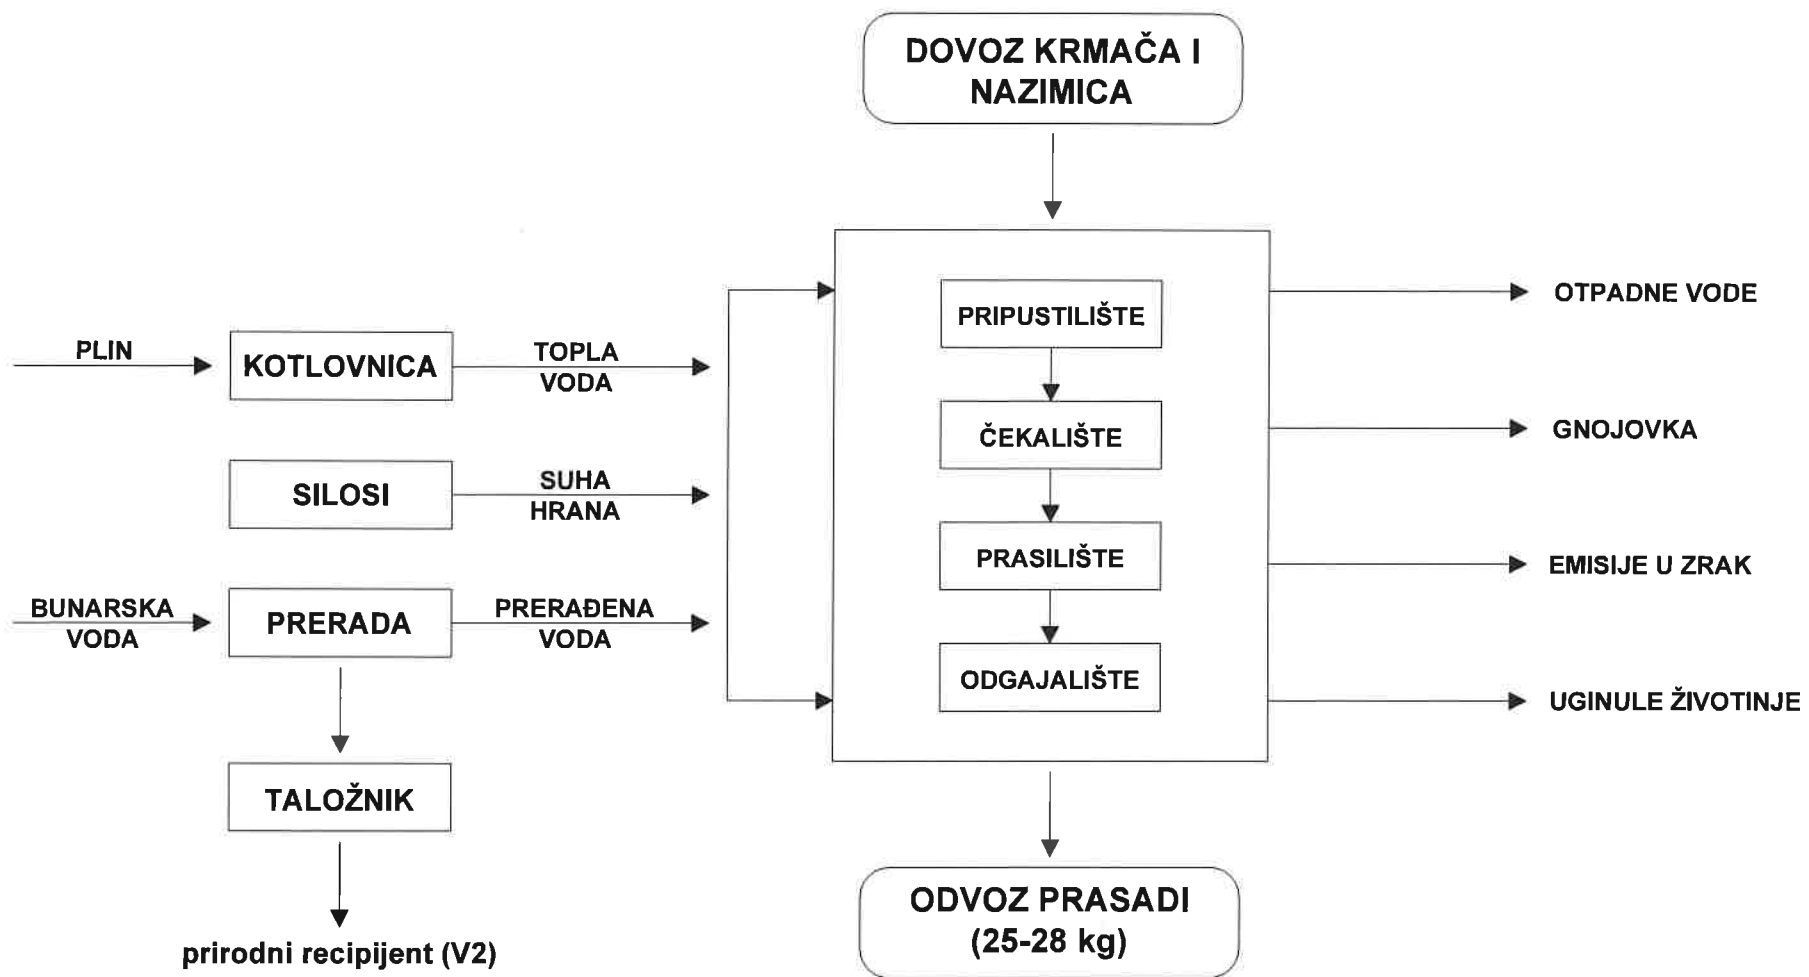 DOVOZ KRMAČA I
NAZIMICA
PLIN
KOTLOVNICA
TOPLA
VODA
SILOSI
SUHA
HRANA
BUNARSKA
VODA
PRERADA
PRERAĐENA
VODA
TALOŽNIK
prirodni recipijent (V2)
PRIPUSTILIŠTE
ČEKALIŠTE
PRASILIŠTE
ODGAJALIŠTE
OTPADNE VODE
GNOJOVKA
EMISIJE U ZRAK
UGINULE ŽIVOTINJE
ODVOZ PRASADI
(25-28 kg)